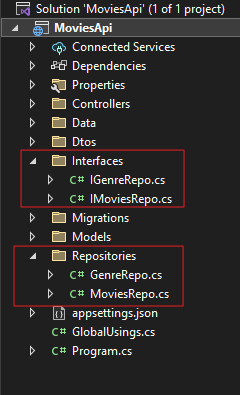 Solution 'MoviesApi' (1 of 1 project)
MoviesApi
Connected Services
Dependencies
Properties
Controllers
Data
Dtos
Interfaces
C# IGenreRepo.cs
C# IMoviesRepo.cs
Migrations
Models
Repositories
C# GenreRepo.cs
C# MoviesRepo.cs
appsettings.json
C# GlobalUsings.cs
C# Program.cs